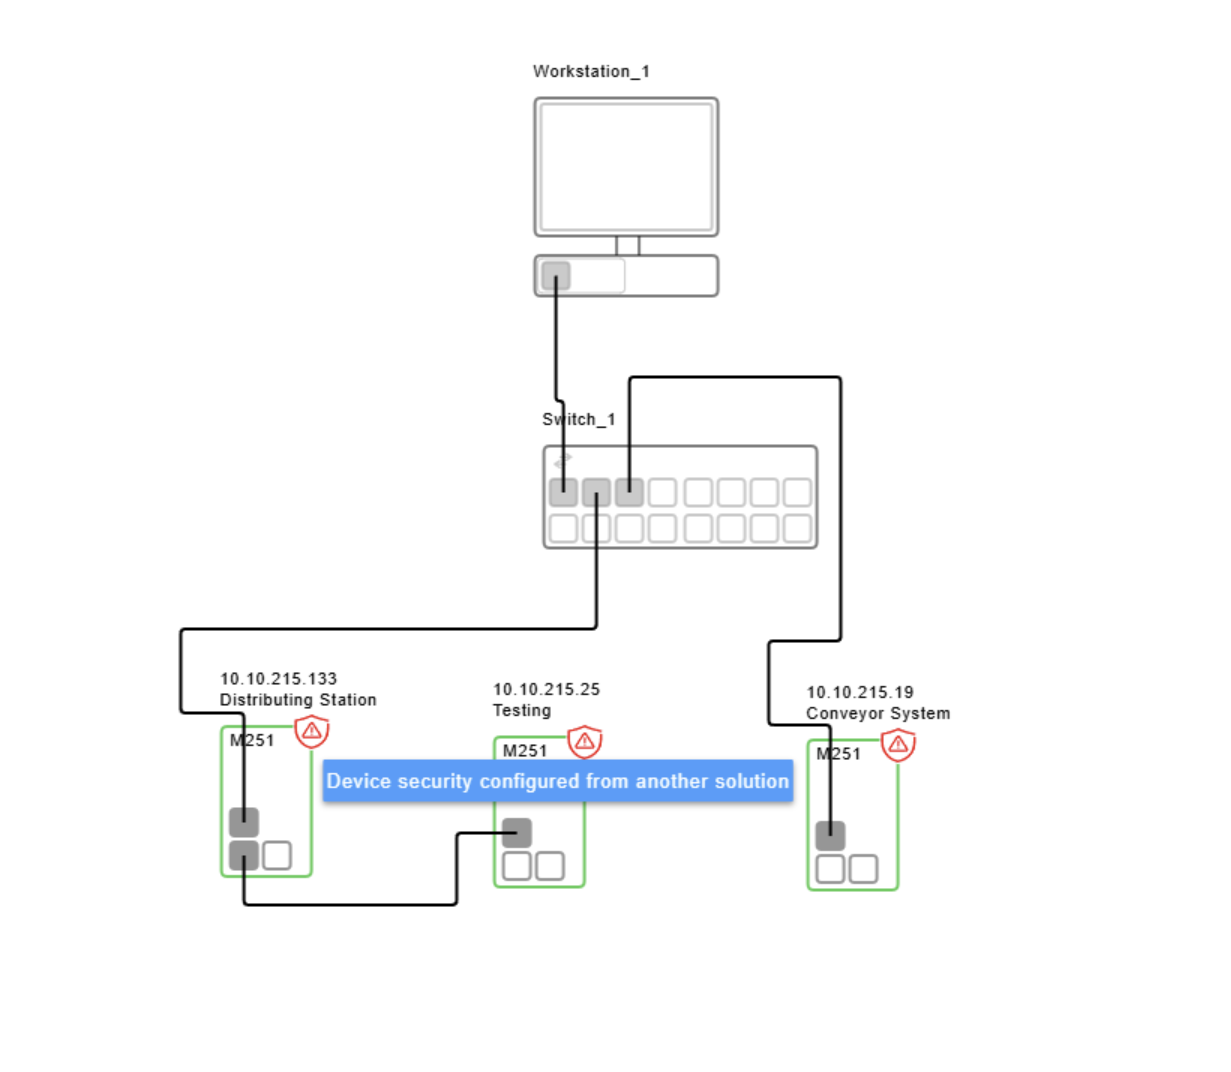 Workstation_1
Switch_1
10.10.215.133
Distributing Station
M251
10.10.215.25
Testing
M251
10.10.215.19
Conveyor System
M251
Device security configured from another solution